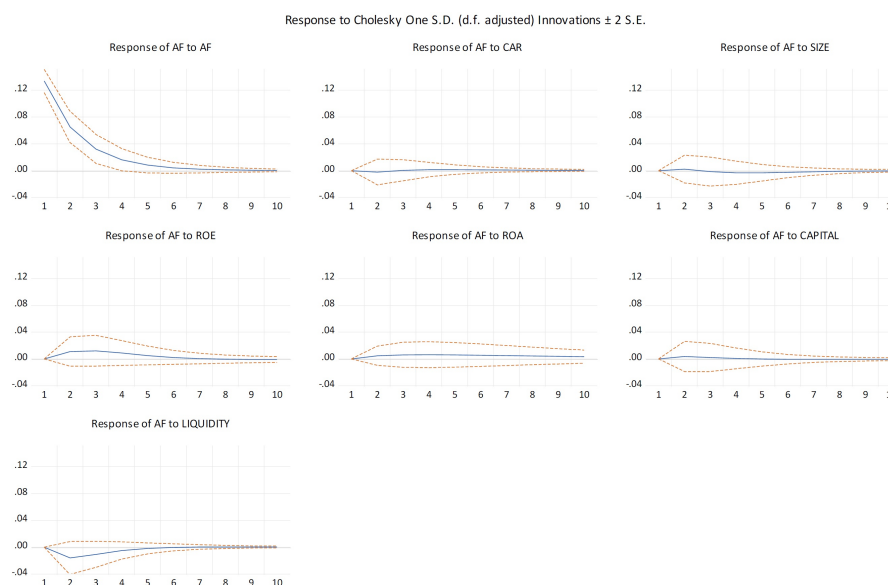 Response to Cholesky One S.D. (d.f. adjusted) Innovations ± 2 S.E.
Response of AF to AF
Response of AF to CAR
Response of AF to SIZE
.12
.08
.04
.00
-.04
1 2 3 4 5 6 7 8 9 10
.12
.08
.04
.00
-.04
1 2 3 4 5 6 7 8 9 10
.12
.08
.04
.00
-.04
1 2 3 4 5 6 7 8 9
Response of AF to ROE
Response of AF to ROA
Response of AF to CAPITAL
.12
.08
.04
.00
-.04
1 2 3 4 5 6 7 8 9 10
.12
.08
.04
.00
-.04
1 2 3 4 5 6 7 8 9 10
.12
.08
.04
.00
-.04
1 2 3 4 5 6 7 8 9
Response of AF to LIQUIDITY
.12
.08
.04
.00
-.04
1 2 3 4 5 6 7 8 9 10